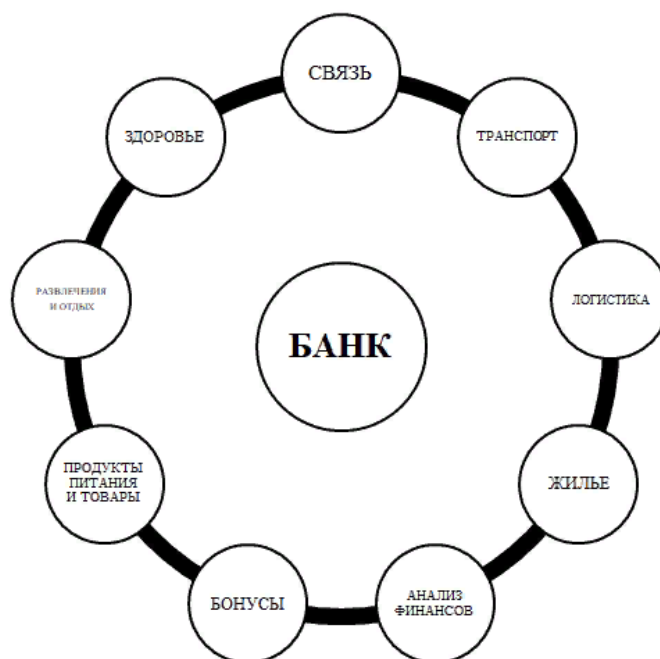 СВЯЗЬ
ЗДОРОВЬЕ
ТРАНСПОРТ
РАЗВЛЕЧЕНИЯ
И ОТДЫХ
ЛОГИСТИКА
БАНК
ПРОДУКТЫ
ПИТАНИЯ
И ТОВАРЫ
ЖИЛЬЕ
БОНУСЫ
АНАЛИЗ
ФИНАНСОВ